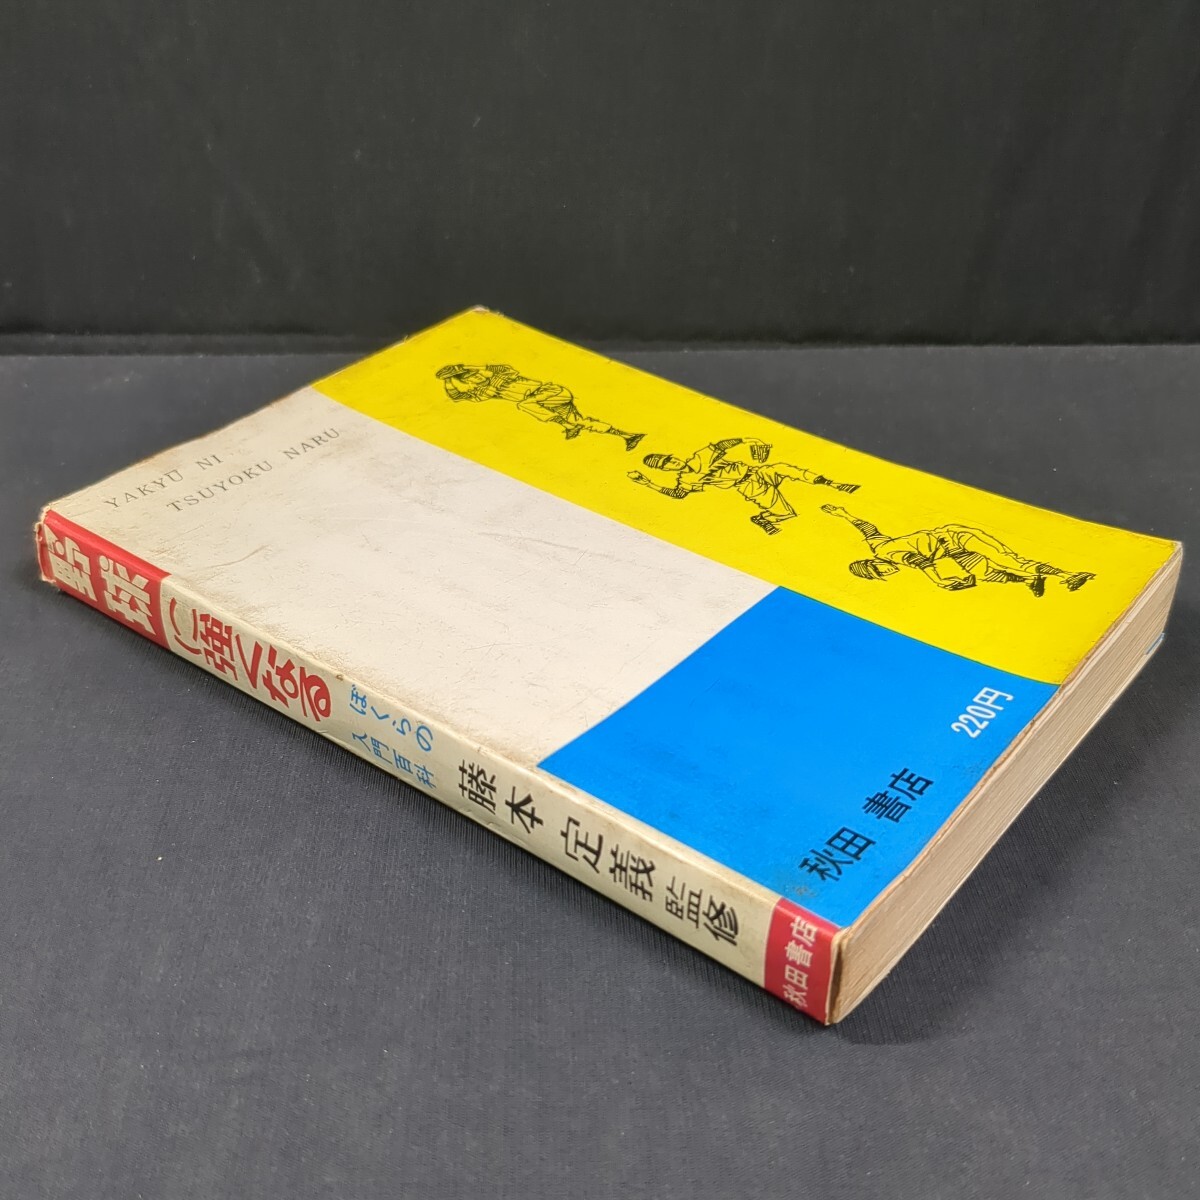 YAKYŪ NI
TSUYOKU NARU
野球に強くなる
ぼくらの
入門百科
藤本定義監修
秋田書店
220円
秋田書店